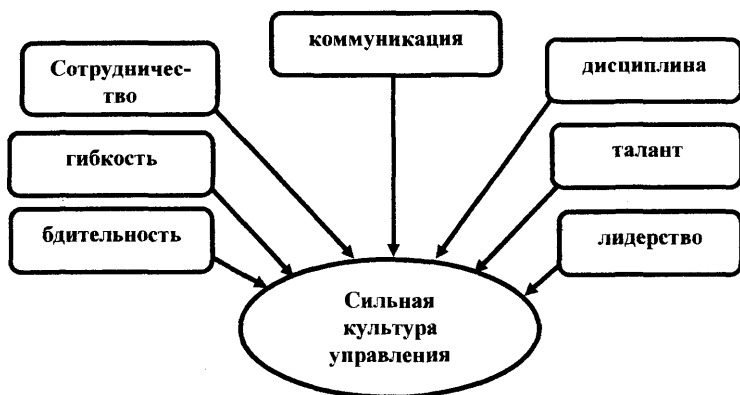 коммуникация
Сотрудничес-
тво
дисциплина
гибкость
талант
бдительность
лидерство
Сильная
культура
управления